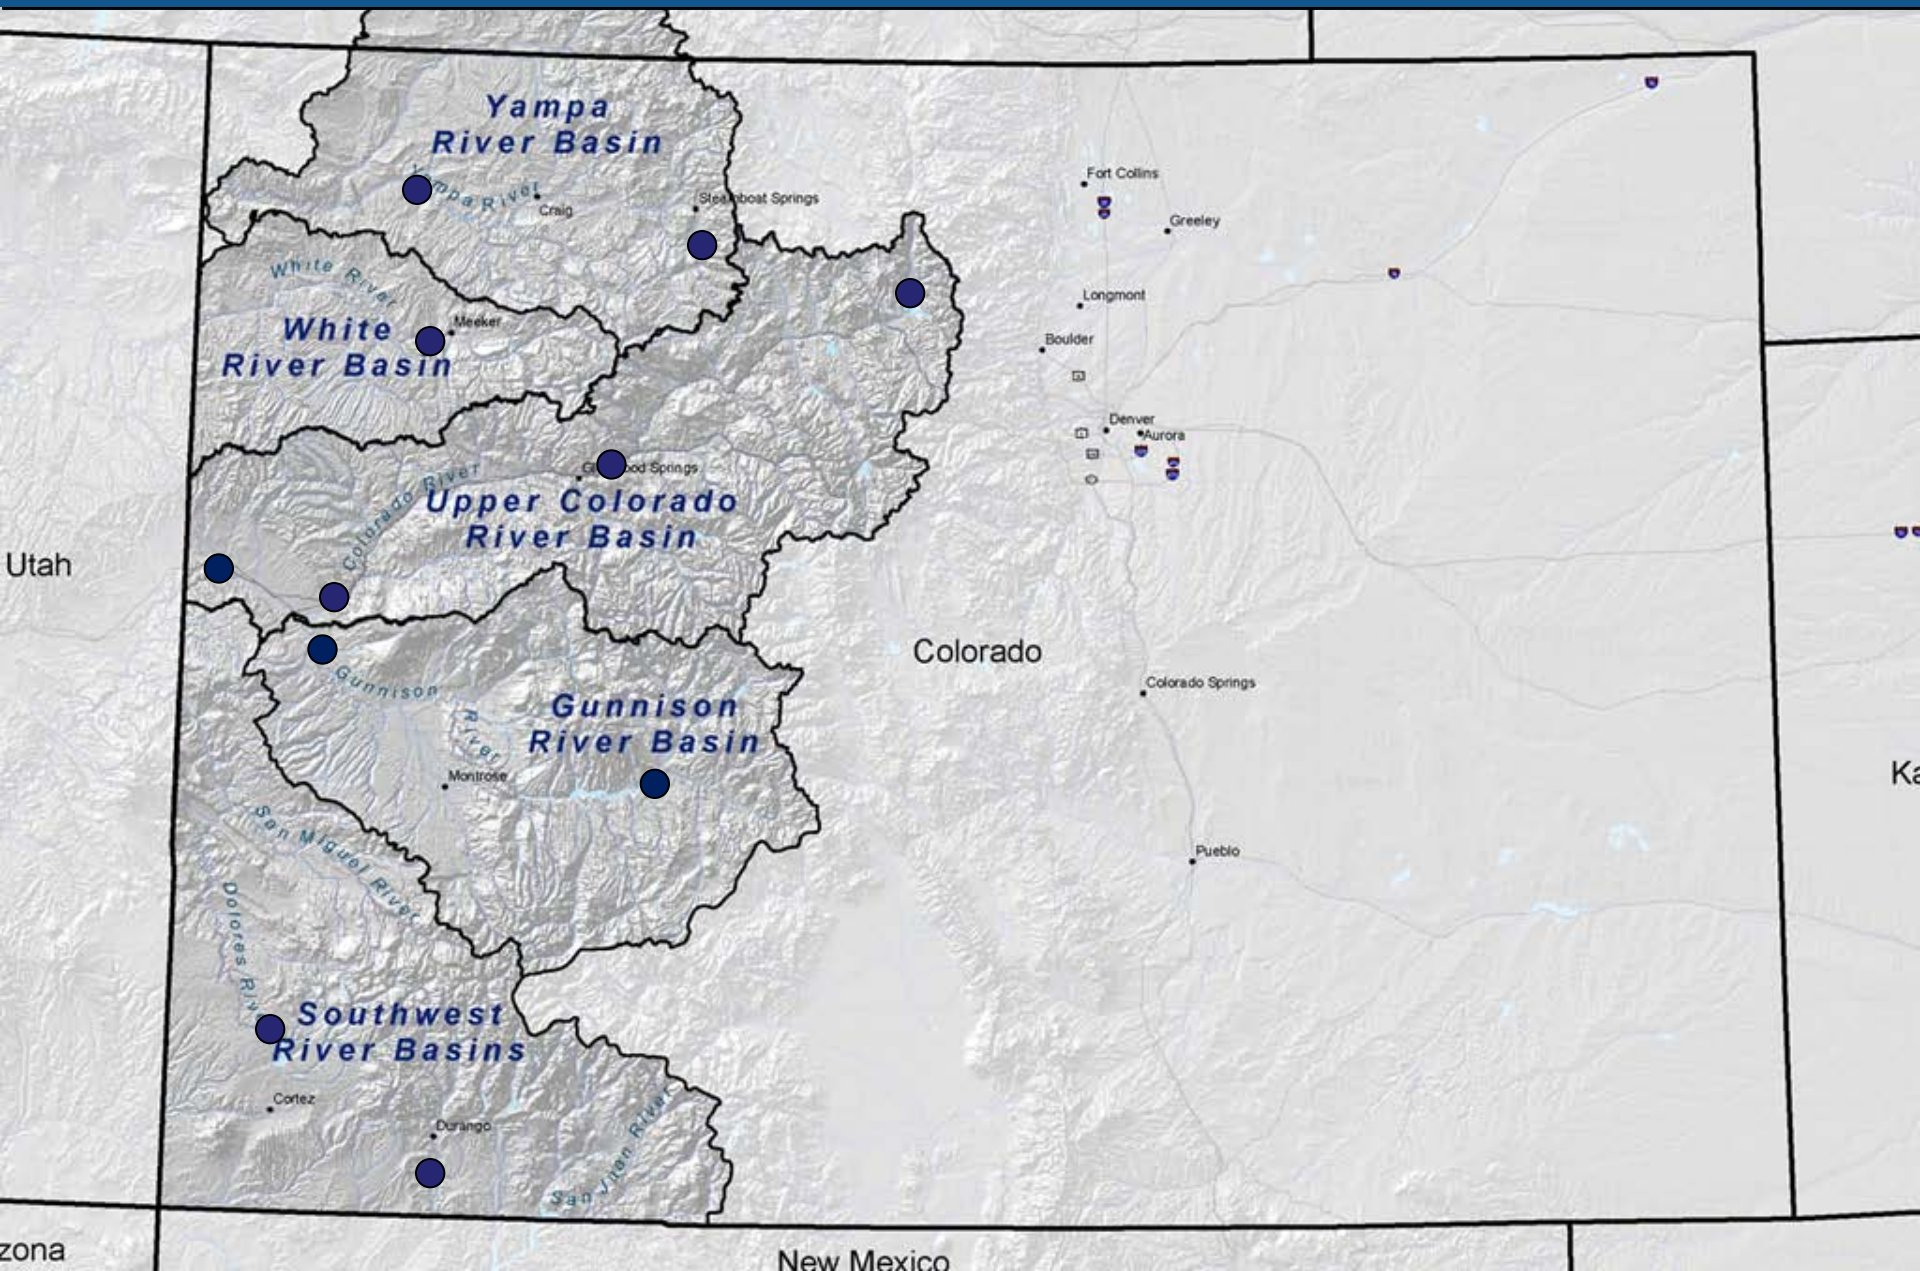 Yampa
River Basin
Yampa River
Craig
Steamboat Springs
Fort Collins
Greeley
White River
Meeker
White
River Basin
Longmont
Boulder
Denver
Aurora
Colorado River
Glenwood Springs
Upper Colorado
River Basin
Utah
Colorado
Gunnison
River
Gunnison
River Basin
Colorado Springs
Montrose
Ka
San Miguel River
Pueblo
Dolores River
Southwest
River Basins
Cortez
Durango
San Juan River
zona
New Mexico